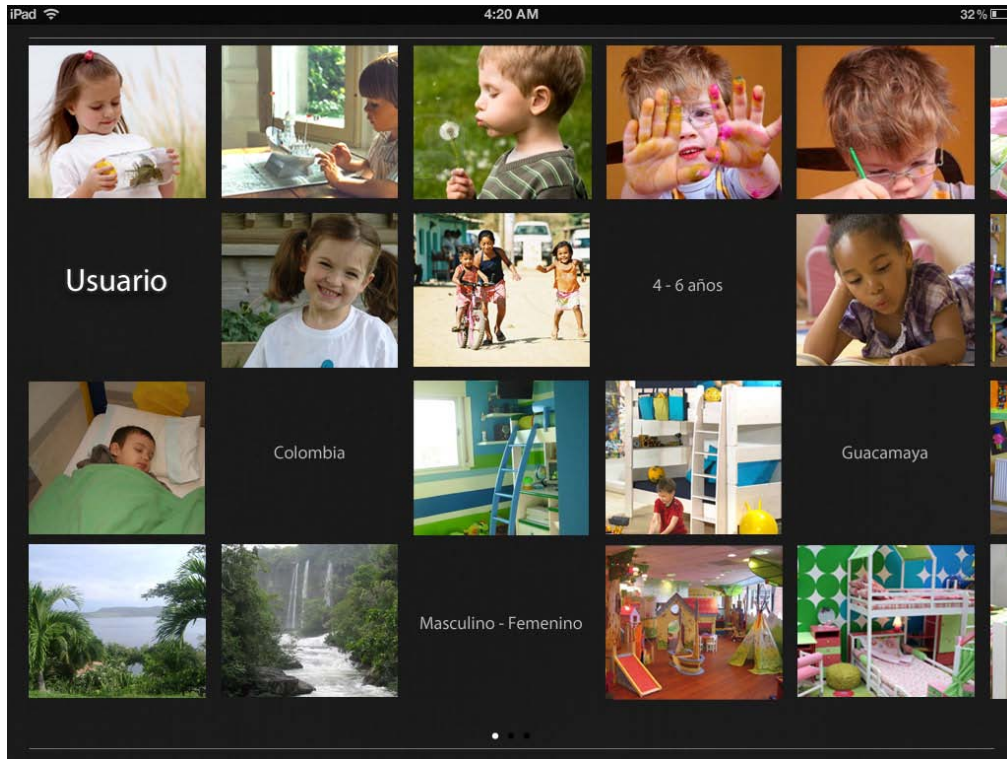 iPad 4:20 AM 32%
Usuario
4 - 6 años
Colombia
Guacamaya
Masculino - Femenino